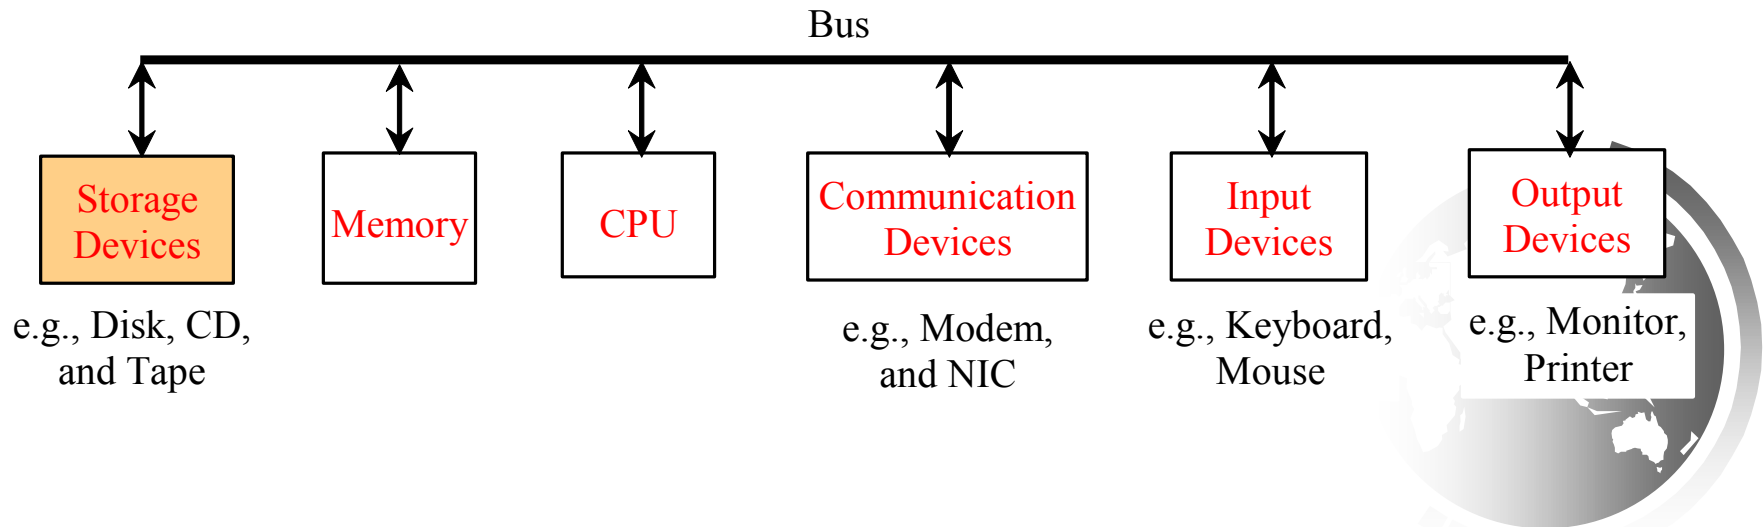 Bus
Storage
Devices
Memory
CPU
Communication
Devices
Input
Devices
Output
Devices
e.g., Disk, CD,
and Tape
e.g., Modem,
and NIC
e.g., Keyboard,
Mouse
e.g., Monitor,
Printer